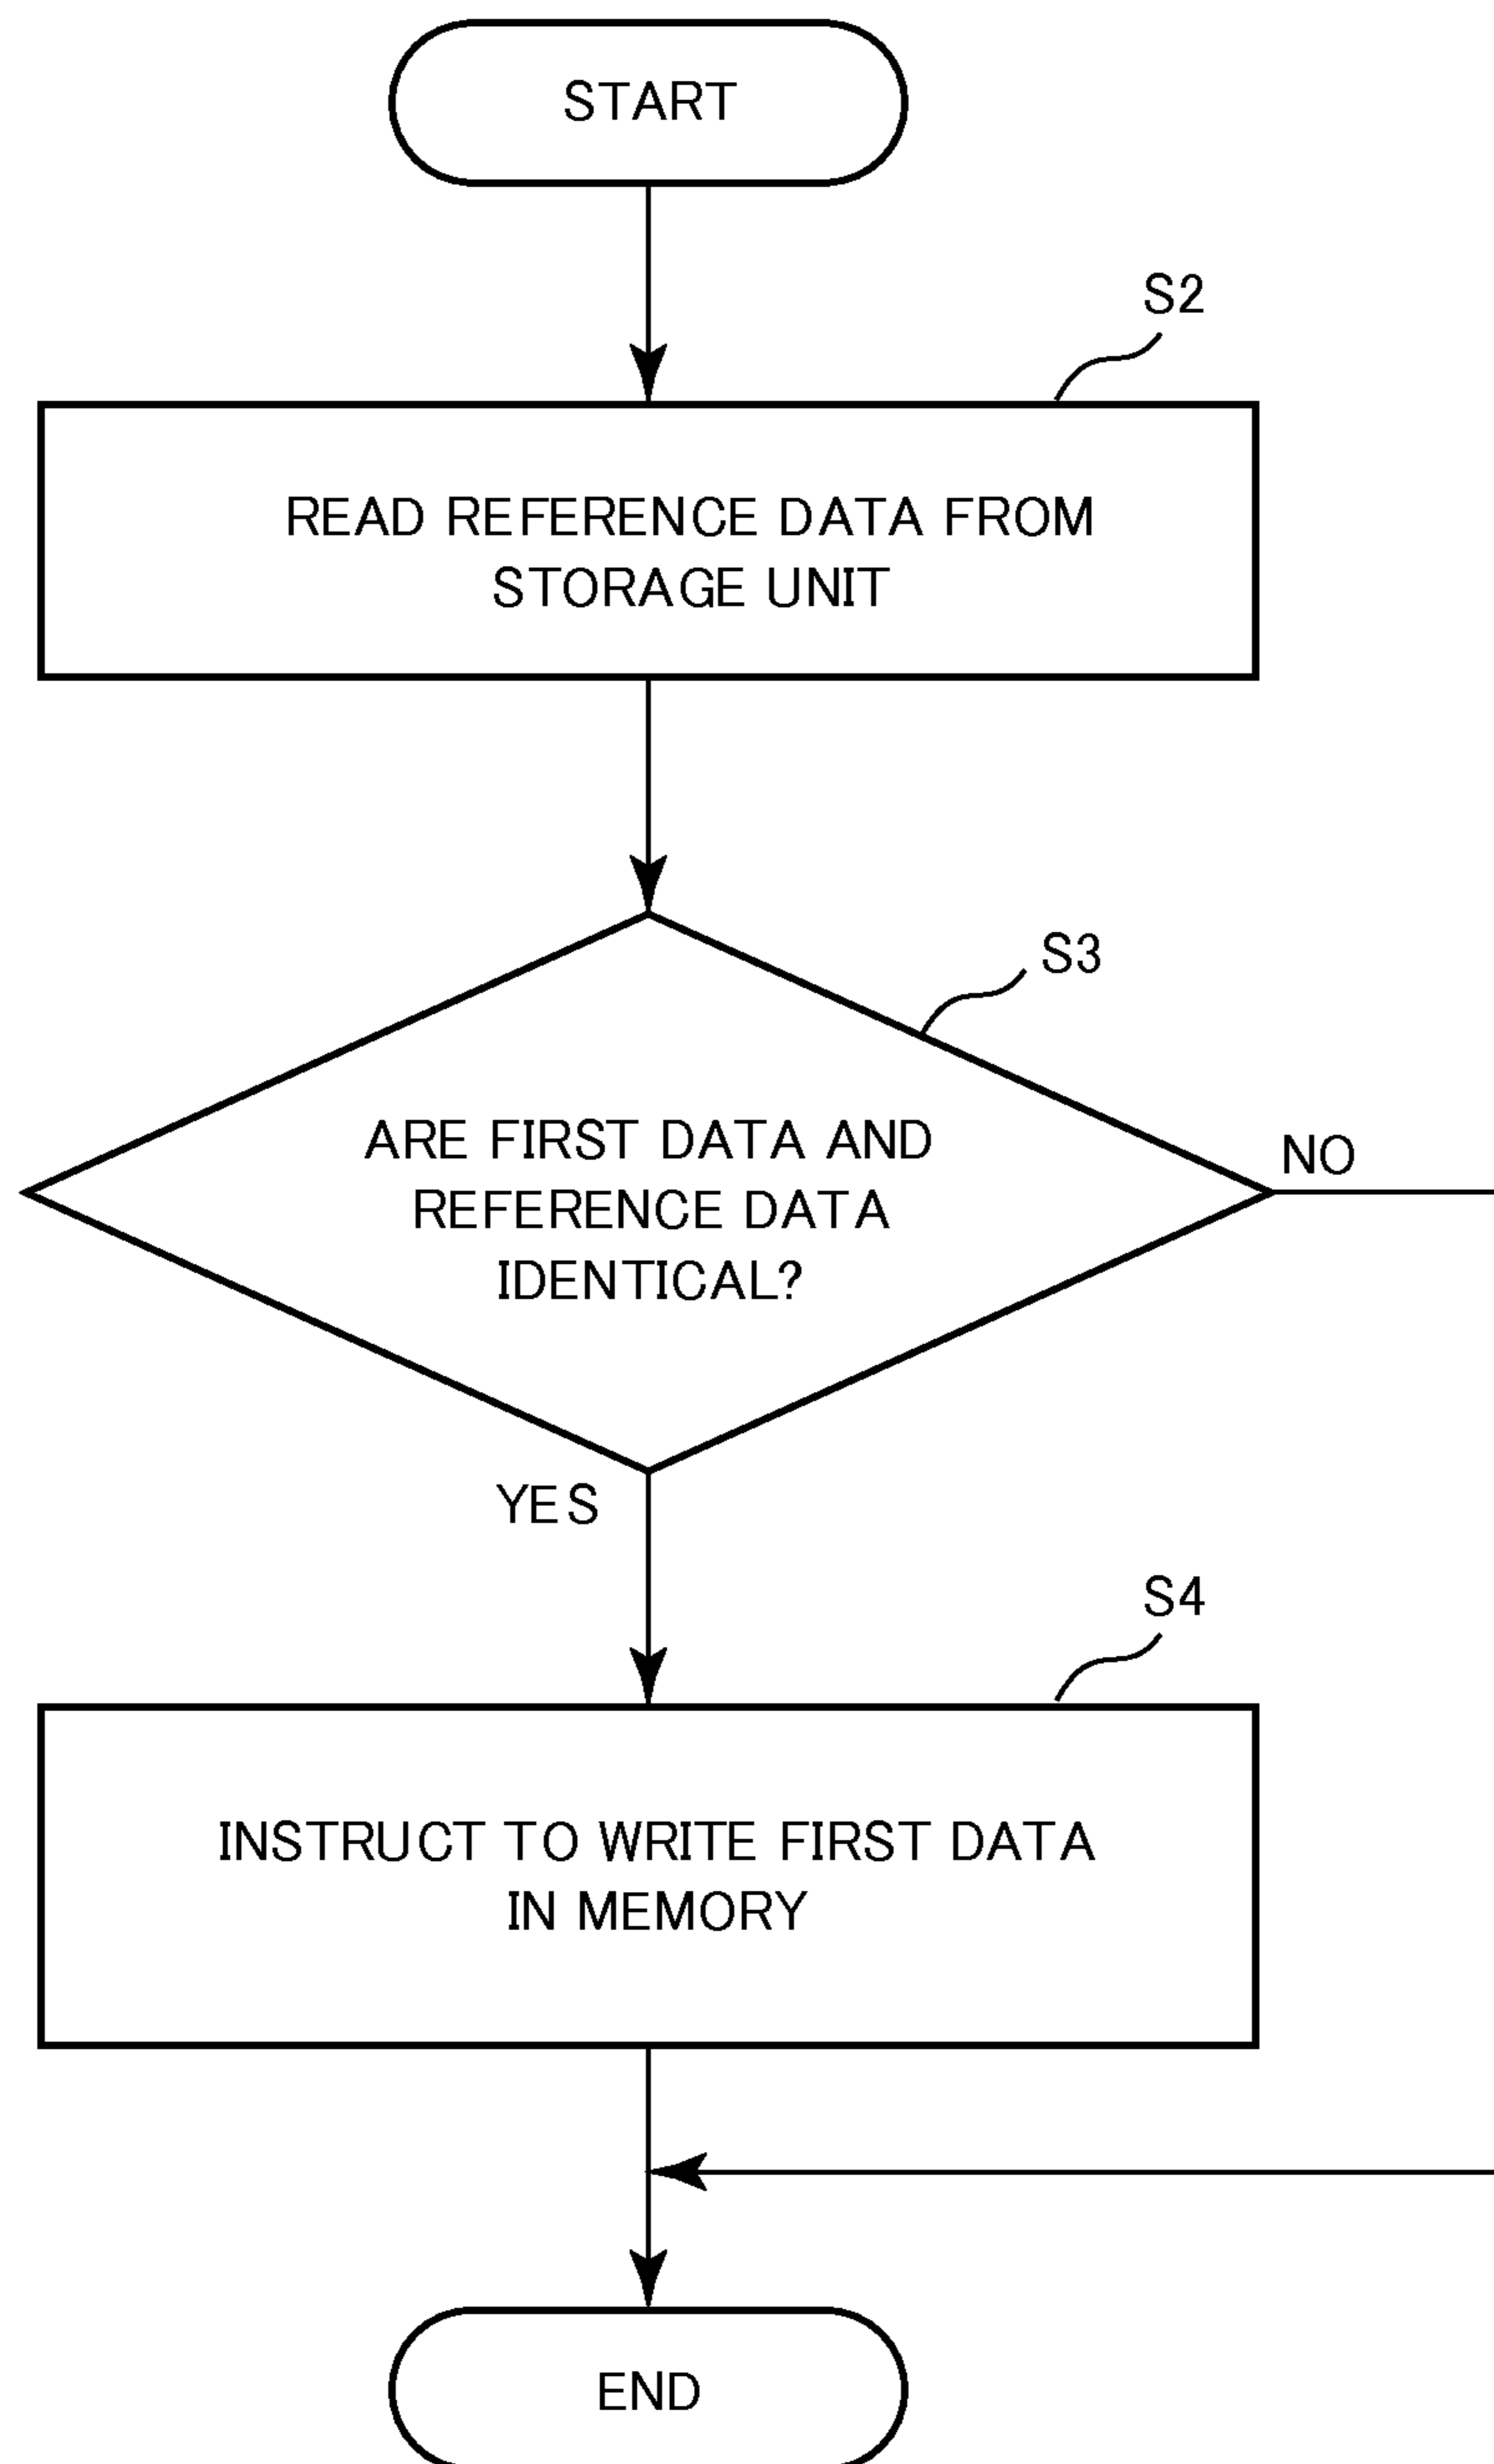 START
S2
READ REFERENCE DATA FROM
STORAGE UNIT
S3
ARE FIRST DATA AND
REFERENCE DATA
IDENTICAL?
NO
YES
S4
INSTRUCT TO WRITE FIRST DATA
IN MEMORY
END